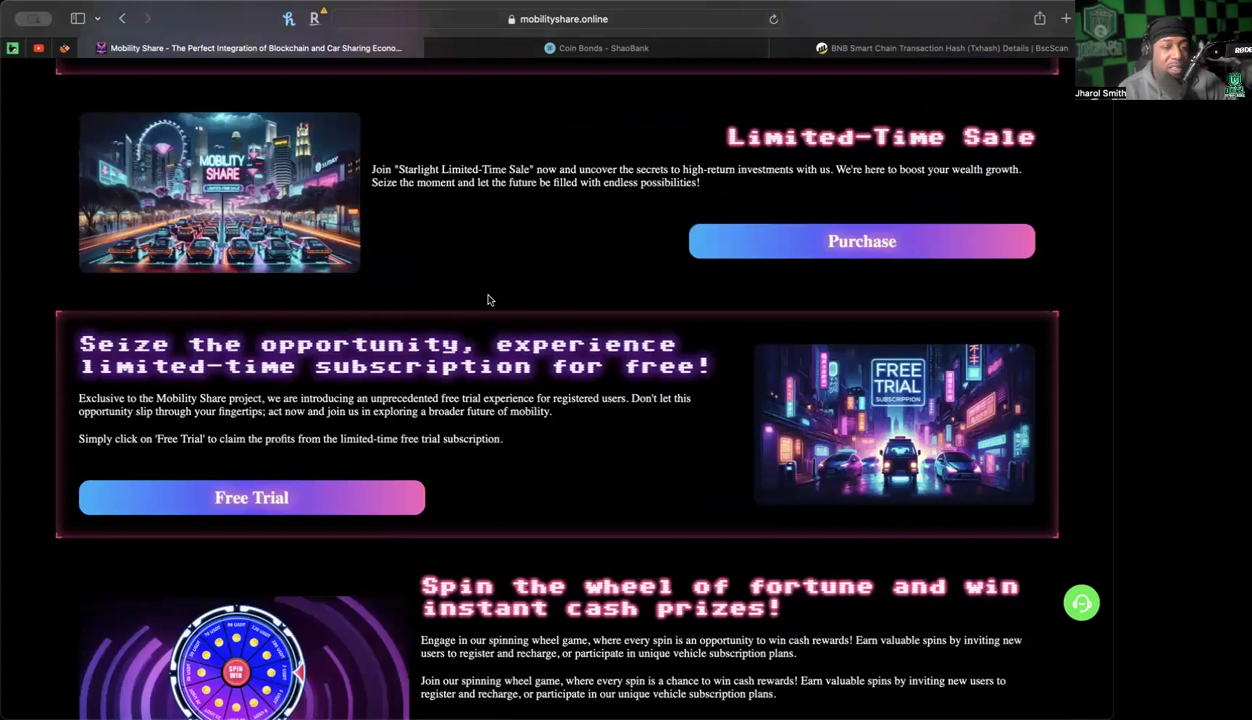 mobilityshare.online
Mobility Share - The Perfect Integration of Blockchain and Car Sharing Econo...
Coin Bonds - ShaoBank
BNB Smart Chain Transaction Hash (Txhash) Details | BscScan
RØDE
Jharol Smith
MOBILITY
SHARE
Limited-Time Sale
Join "Starlight Limited-Time Sale" now and uncover the secrets to high-return investments with us. We're here to boost your wealth growth.
Seize the moment and let the future be filled with endless possibilities!
Purchase
Seize the opportunity, experience
limited-time subscription for free!
Exclusive to the Mobility Share project, we are introducing an unprecedented free trial experience for registered users. Don't let this
opportunity slip through your fingertips; act now and join us in exploring a broader future of mobility.
Simply click on 'Free Trial' to claim the profits from the limited-time free trial subscription.
Free Trial
FREE
TRIAL
SUBSCRIPPTION
Spin the wheel of fortune and win
instant cash prizes!
Engage in our spinning wheel game, where every spin is an opportunity to win cash rewards! Earn valuable spins by inviting new
users to register and recharge, or participate in unique vehicle subscription plans.
Join our spinning wheel game, where every spin is a chance to win cash rewards! Earn valuable spins by inviting new users to
register and recharge, or participate in our unique vehicle subscription plans.
SPIN
WIN